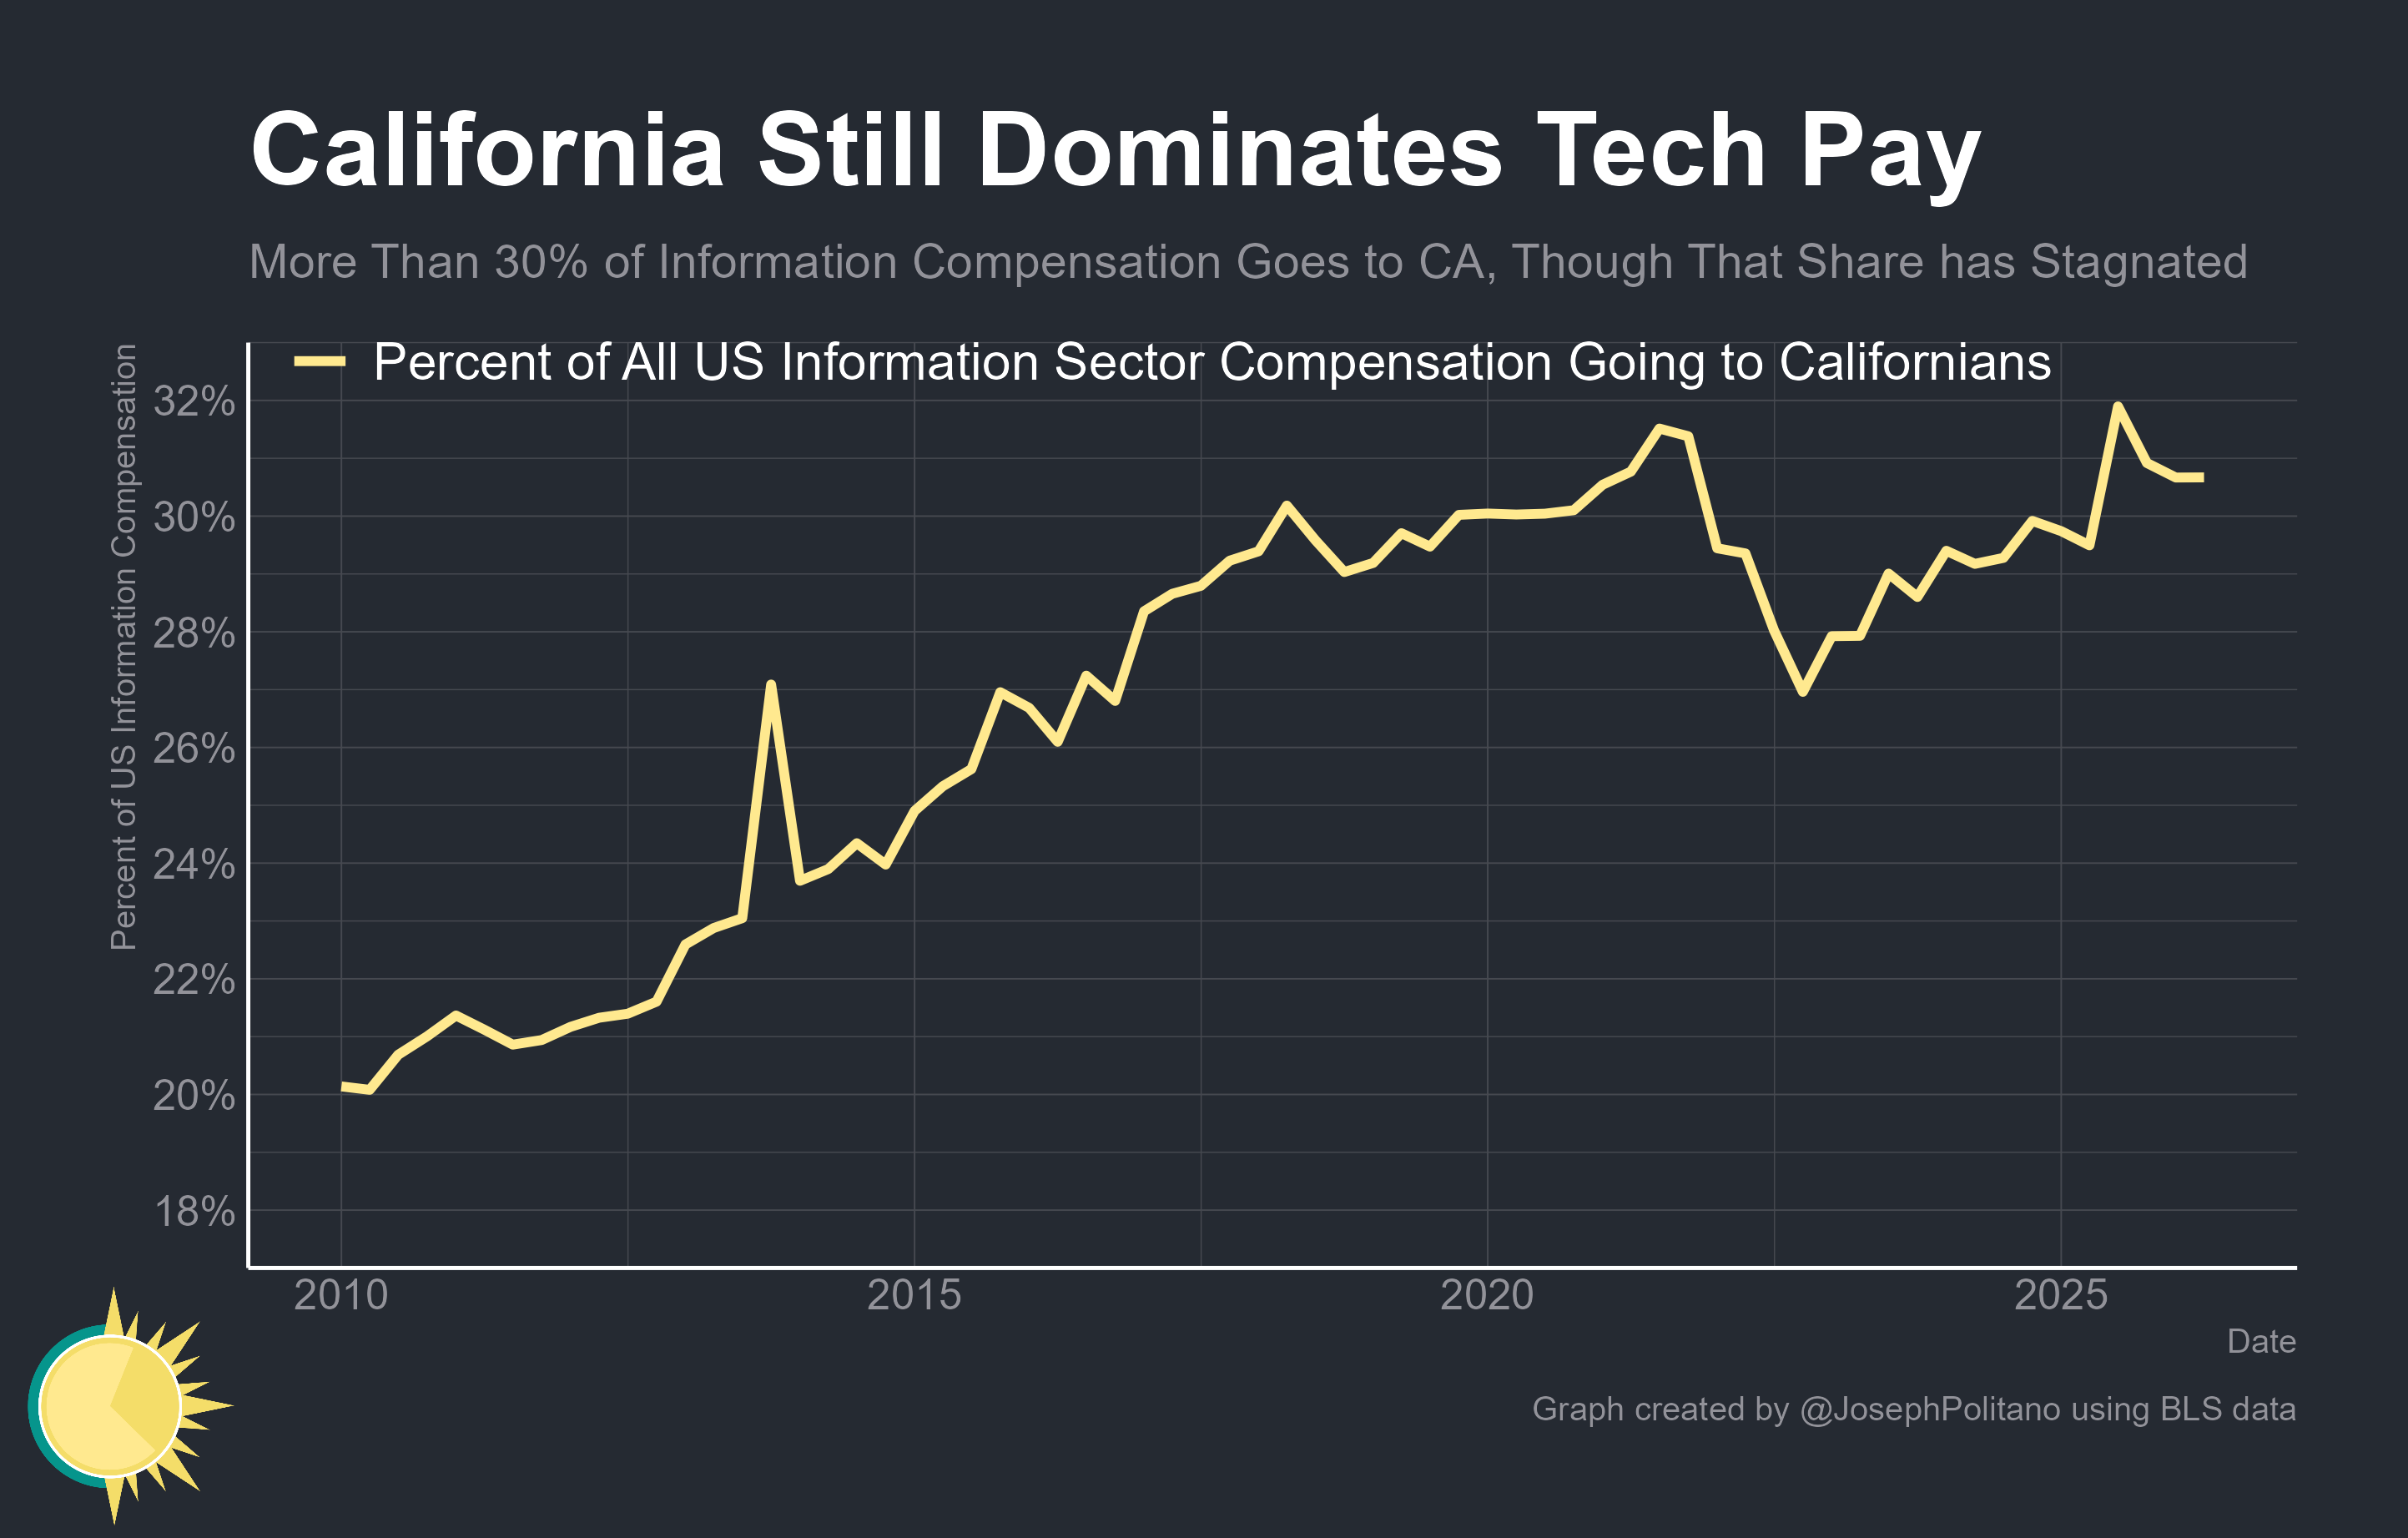 California Still Dominates Tech Pay
More Than 30% of Information Compensation Goes to CA, Though That Share has Stagnated
Percent of All US Information Sector Compensation Going to Californians
Percent of US Information Compensation
32%
30%
28%
26%
24%
22%
20%
18%
2010 2015 2020 2025
Date
Graph created by @JosephPolitano using BLS data